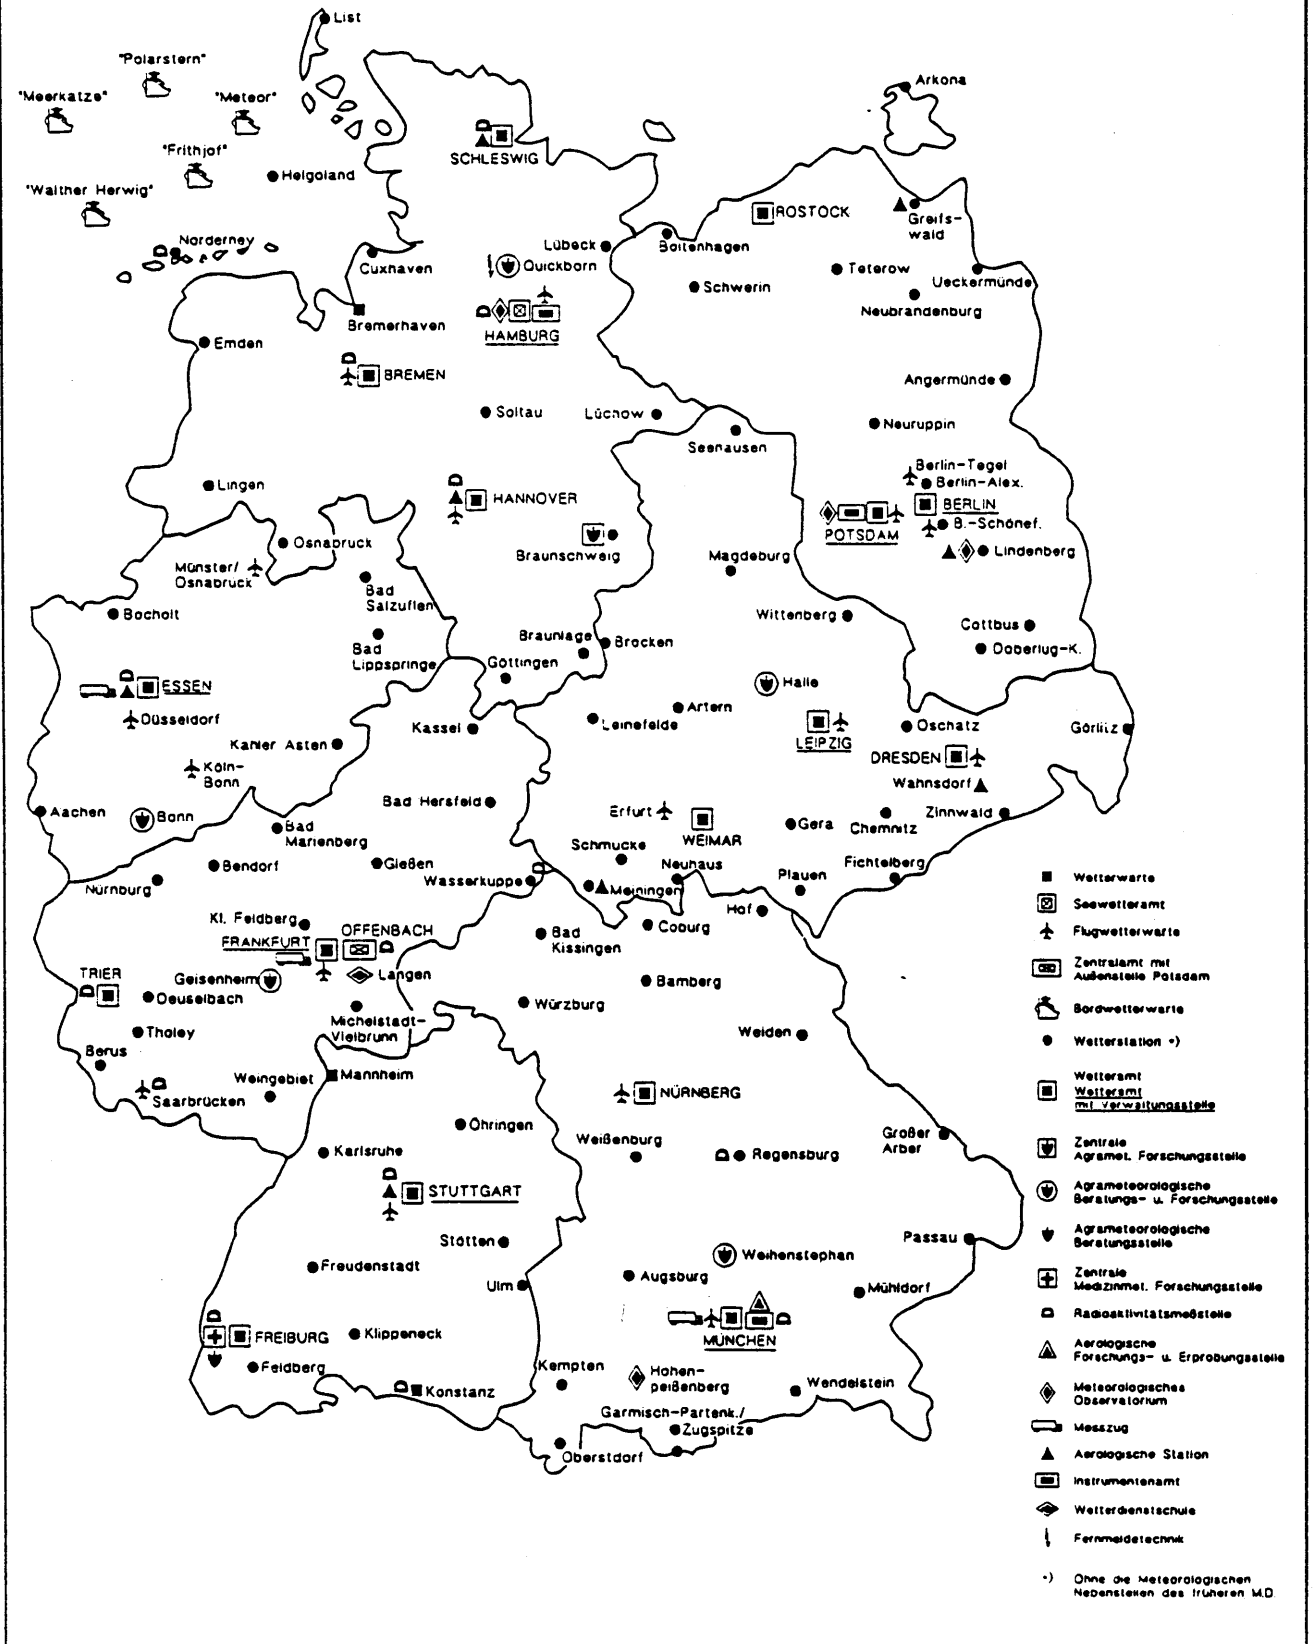 List
"Polarstern"
"Meerkatze"
"Meteor"
"Frithjof"
"Walther Herwig"
Helgoland
Arkona
SCHLESWIG
ROSTOCK
Greifs-
wald
Norderney
Cuxhaven
Lübeck
Boltenhagen
Quickborn
Schwerin
Teterow
Ueckermünde
Neubrandenburg
Bremerhaven
HAMBURG
Emden
BREMEN
Angermünde
Soltau
Lüchow
Neuruppin
Seehausen
Berlin-Tegel
Berlin-Alex.
Lingen
HANNOVER
BERLIN
B.-Schönef.
POTSDAM
Osnabrück
Braunschweig
Lindenberg
Münster/
Osnabrück
Magdeburg
Bad
Salzuflen
Bocholt
Wittenberg
Cottbus
Bad
Lippspringe
Braunlage
Brocken
Doberlug-K.
Göttingen
ESSEN
Halle
Düsseldorf
Artern
Leinefelde
Kassel
Oschatz
Görlitz
LEIPZIG
Kahler Asten
DRESDEN
Köln-
Bonn
Wahnsdorf
Bad Hersfeld
Aachen
Bonn
Erfurt
WEIMAR
Gera
Chemnitz
Zinnwald
Bad
Marienberg
Schmücke
Bendorf
Gießen
Neuhaus
Fichtelberg
Nürburg
Wasserkuppe
Meiningen
Plauen
Hof
Kl. Feldberg
OFFENBACH
Coburg
Bad
Kissingen
FRANKFURT
TRIER
Geisenheim
Langen
Bamberg
Deuselbach
Würzburg
Michelstadt-
Vielbrunn
Tholey
Weiden
Berus
Weingebiet
Mannheim
Saarbrücken
NÜRNBERG
Öhringen
Weißenburg
Großer
Arber
Karlsruhe
Regensburg
STUTTGART
Stötten
Passau
Weihenstephan
Freudenstadt
Augsburg
Ulm
Mühldorf
FREIBURG
Klippeneck
MÜNCHEN
Feldberg
Kempten
Hohen-
peißenberg
Wendelstein
Konstanz
Garmisch-Partenk./
Zugspitze
Oberstdorf
Wetterwarte
Seewetteramt
Flugwetterwarte
Zentralamt mit
Außenstelle Potsdam
Bordwetterwarte
Wetterstation *)
Wetteramt
Wetteramt
mit Verwaltungsstelle
Zentrale
Agrarmet. Forschungsstelle
Agrarmeteorologische
Beratungs- u. Forschungsstelle
Agrarmeteorologische
Beratungsstelle
Zentrale
Medizinmet. Forschungsstelle
Radioaktivitätsmeßstelle
Aerologische
Forschungs- u. Erprobungsstelle
Meteorologisches
Observatorium
Messzug
Aerologische Station
Instrumentenamt
Wetterdienstschule
Fernmeldetechnik
*) Ohne die Meteorologischen
Nebenstellen des früheren M.D.